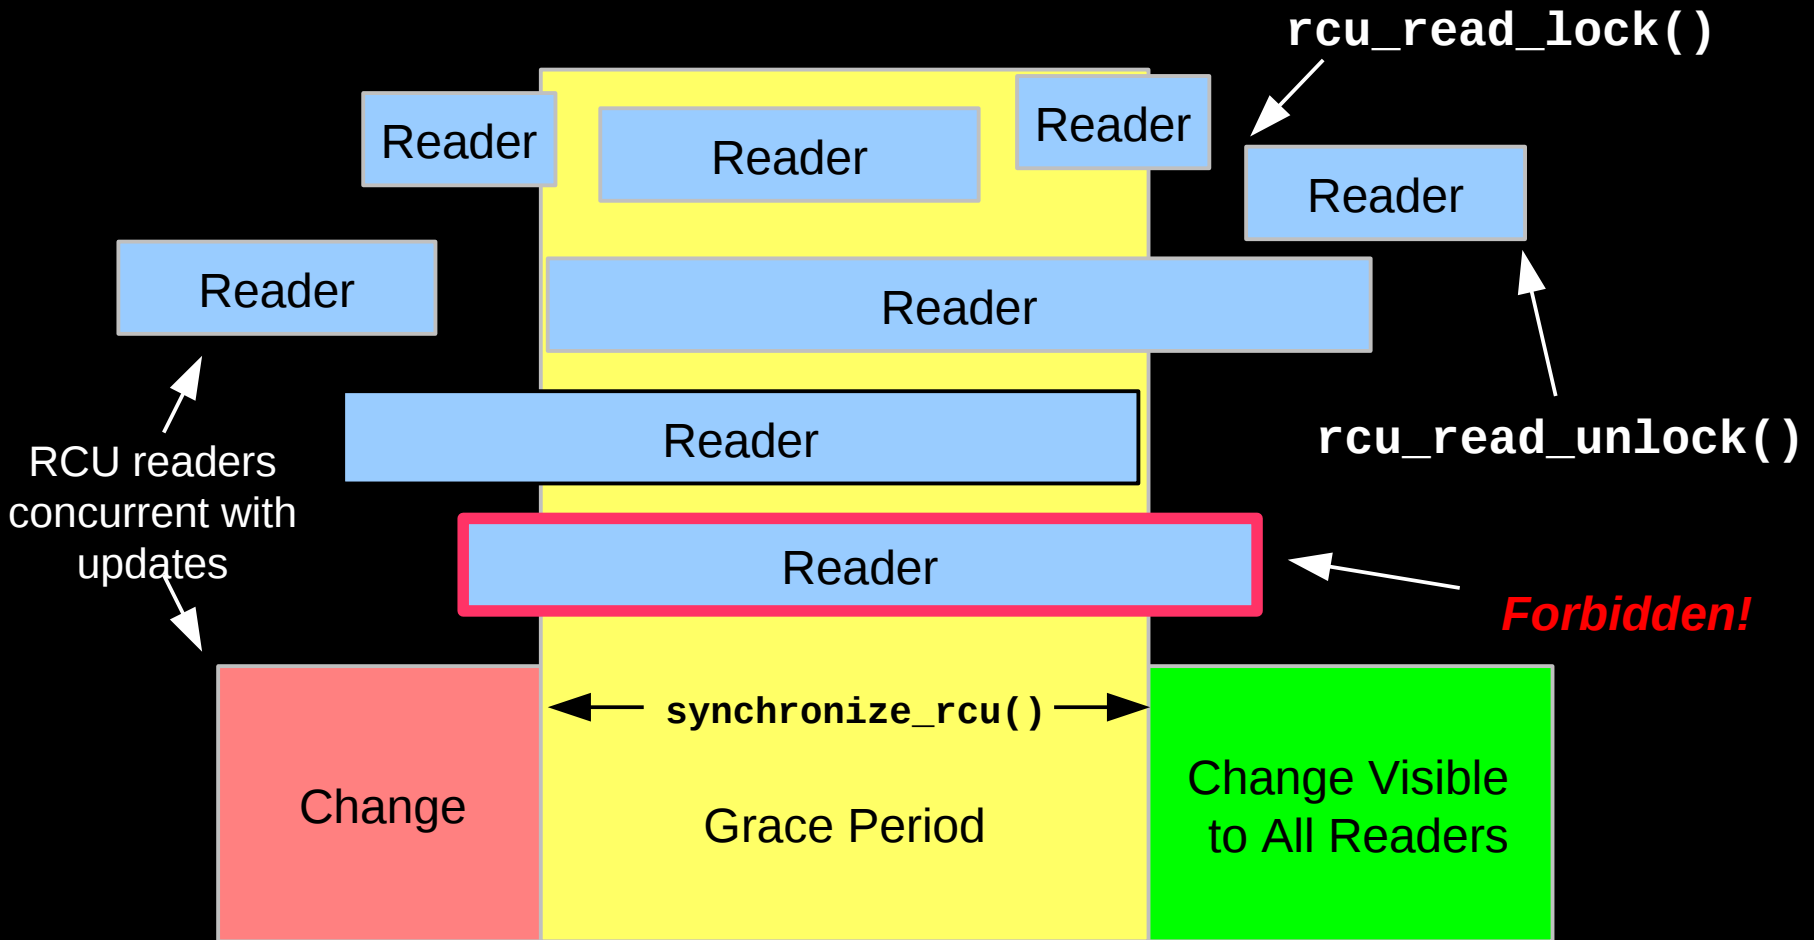 rcu_read_lock()
Reader
Reader
Reader
Reader
Reader
Reader
Reader
rcu_read_unlock()
RCU readers
concurrent with
updates
Reader
Forbidden!
synchronize_rcu()
Change
Grace Period
Change Visible
to All Readers